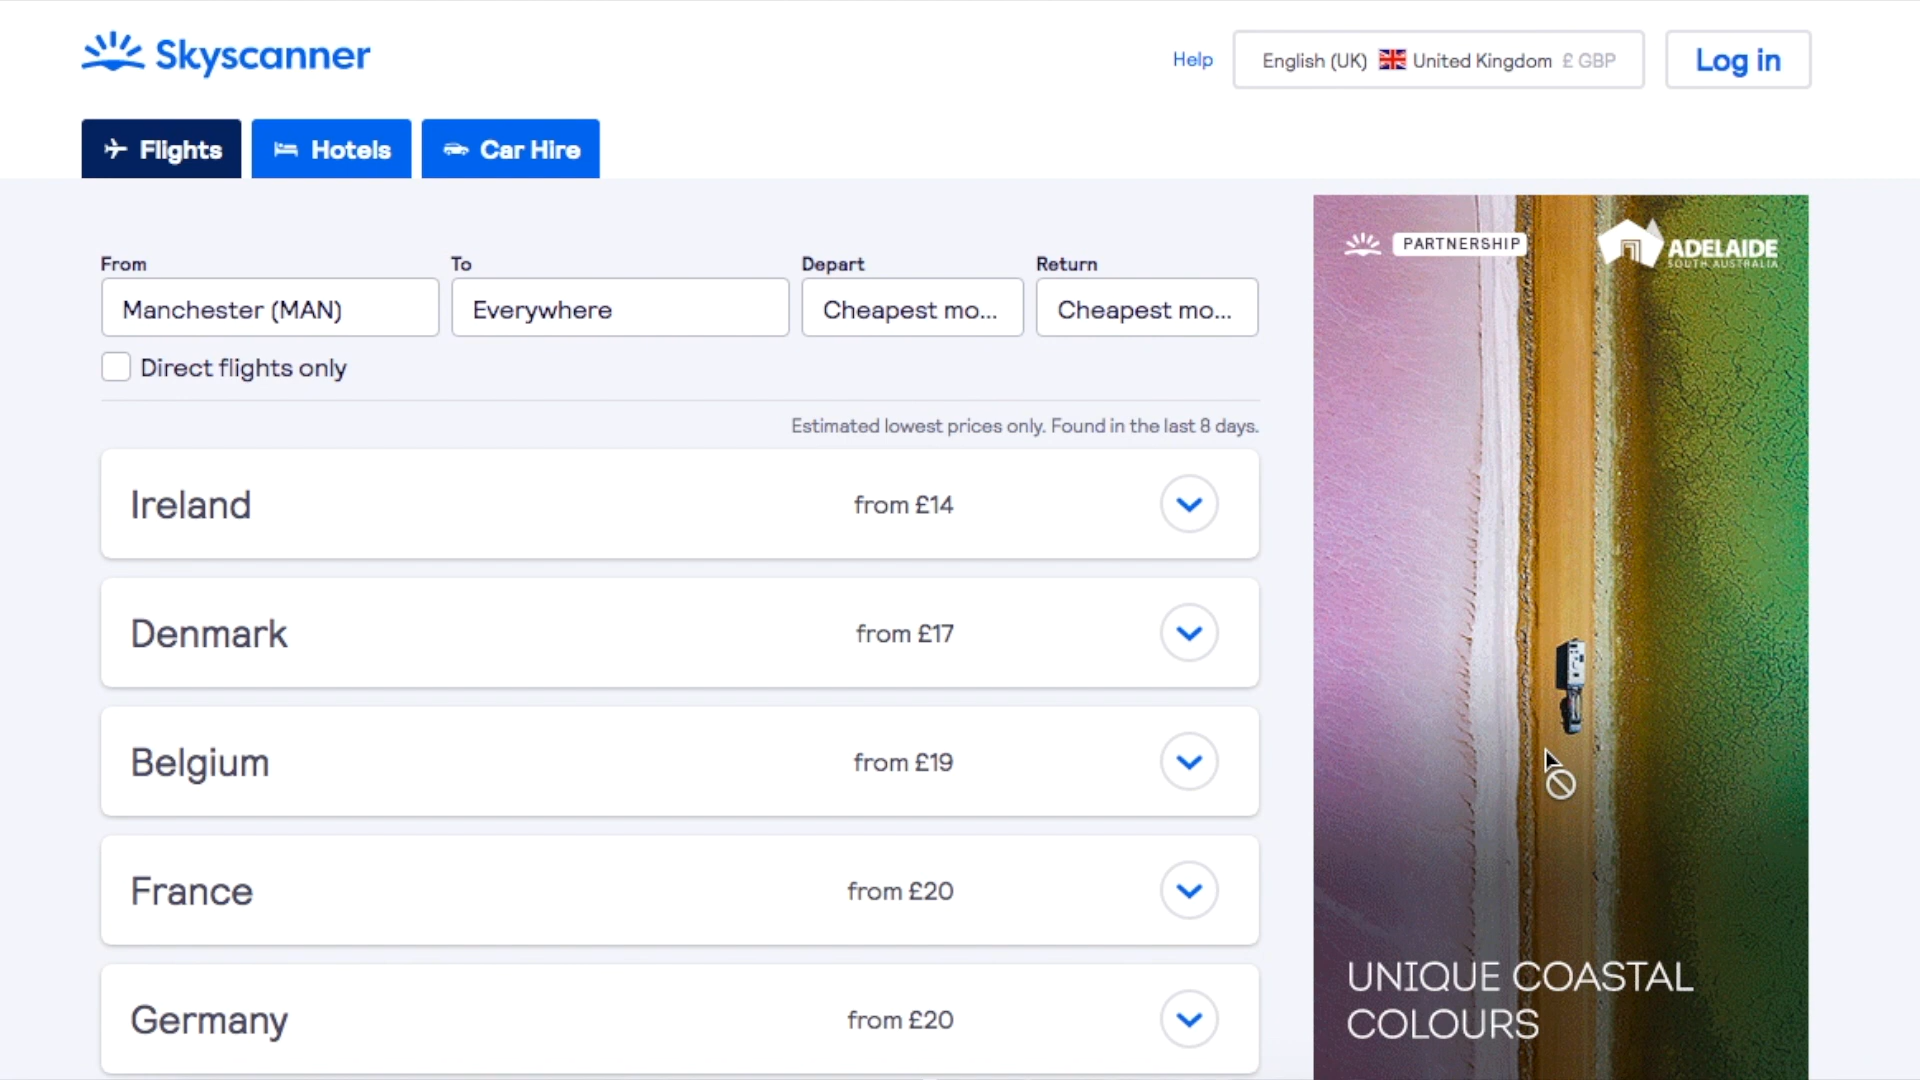 Skyscanner
Help
English (UK) United Kingdom £ GBP
Log in
Flights
Hotels
Car Hire
From
Manchester (MAN)
To
Everywhere
Depart
Cheapest mo...
Return
Cheapest mo...
Direct flights only
Estimated lowest prices only. Found in the last 8 days.
Ireland from £14
Denmark from £17
Belgium from £19
France from £20
Germany from £20
PARTNERSHIP
ADELAIDE
SOUTH AUSTRALIA
UNIQUE COASTAL
COLOURS